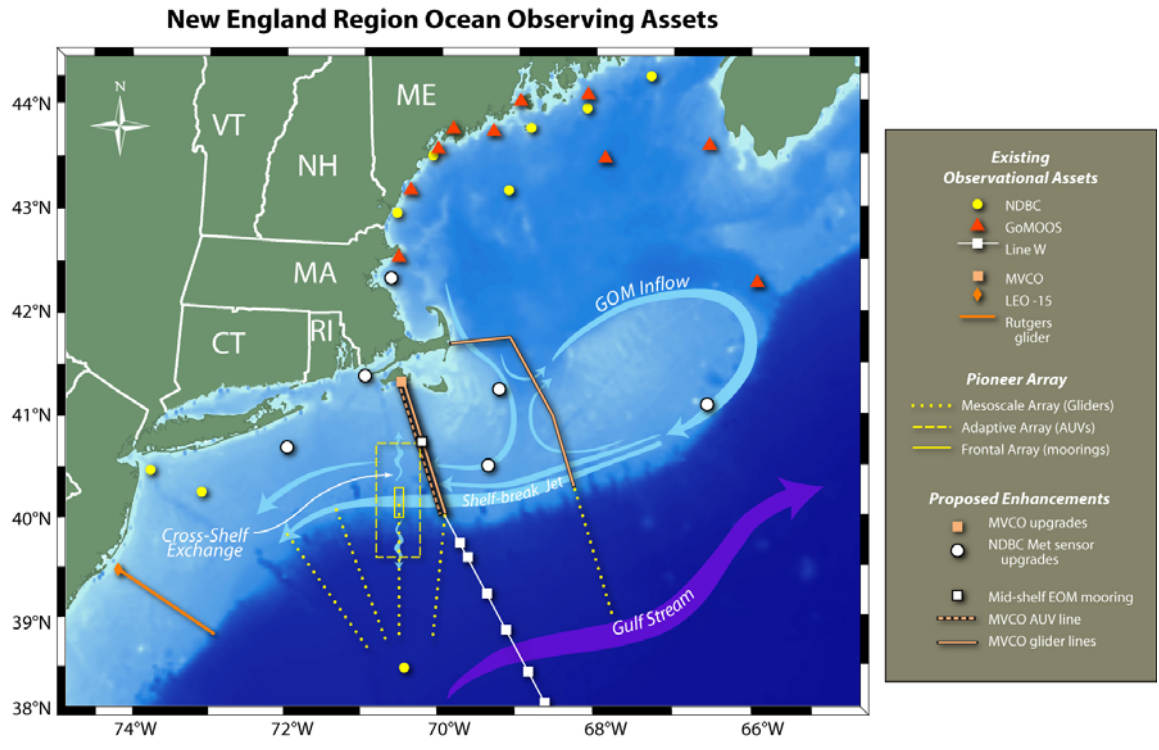 New England Region Ocean Observing Assets
N
44°N
43°N
42°N
41°N
40°N
39°N
38°N
74°W
72°W
70°W
68°W
66°W
VT
NH
ME
MA
CT
RI
GOM Inflow
Shelf-break Jet
Cross-Shelf
Exchange
Gulf Stream
Existing
Observational Assets
NDBC
GoMOOS
Line W
MVCO
LEO -15
Rutgers
glider
Pioneer Array
Mesoscale Array (Gliders)
Adaptive Array (AUVs)
Frontal Array (moorings)
Proposed Enhancements
MVCO upgrades
NDBC Met sensor
upgrades
Mid-shelf EOM mooring
MVCO AUV line
MVCO glider lines